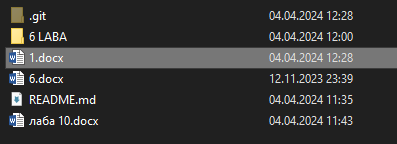 .git 04.04.2024 12:28
6 LABA 04.04.2024 12:00
1.docx 04.04.2024 12:28
6.docx 12.11.2023 23:39
README.md 04.04.2024 11:35
лаба 10.docx 04.04.2024 11:43